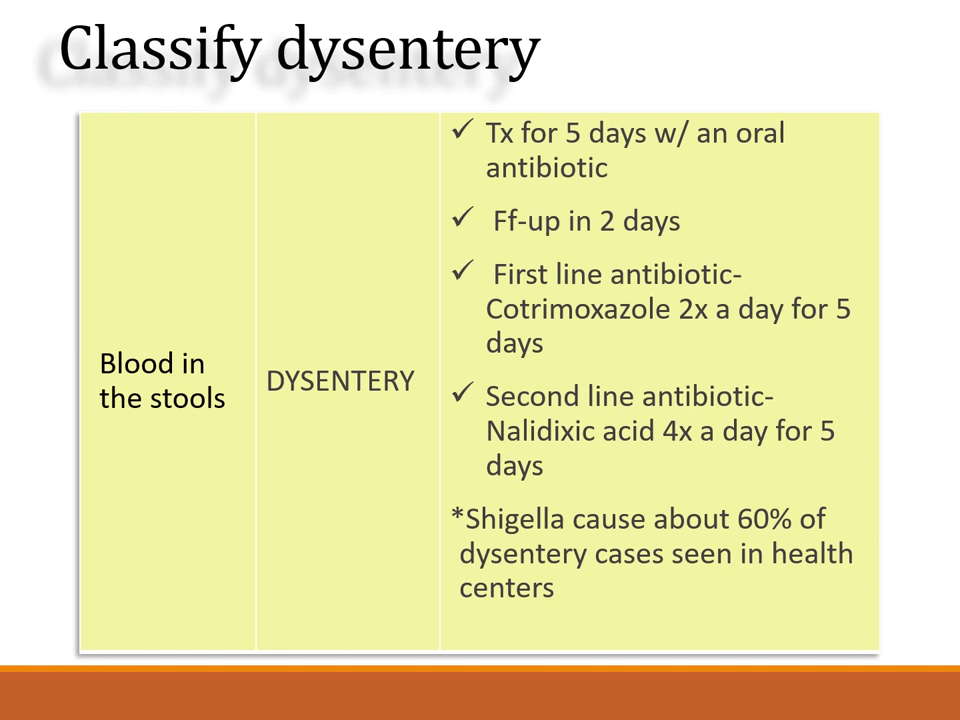 Classify dysentery
Blood in
the stools
DYSENTERY
✓ Tx for 5 days w/ an oral
antibiotic
✓ Ff-up in 2 days
✓ First line antibiotic-
Cotrimoxazole 2x a day for 5
days
✓ Second line antibiotic-
Nalidixic acid 4x a day for 5
days
*Shigella cause about 60% of
dysentery cases seen in health
centers